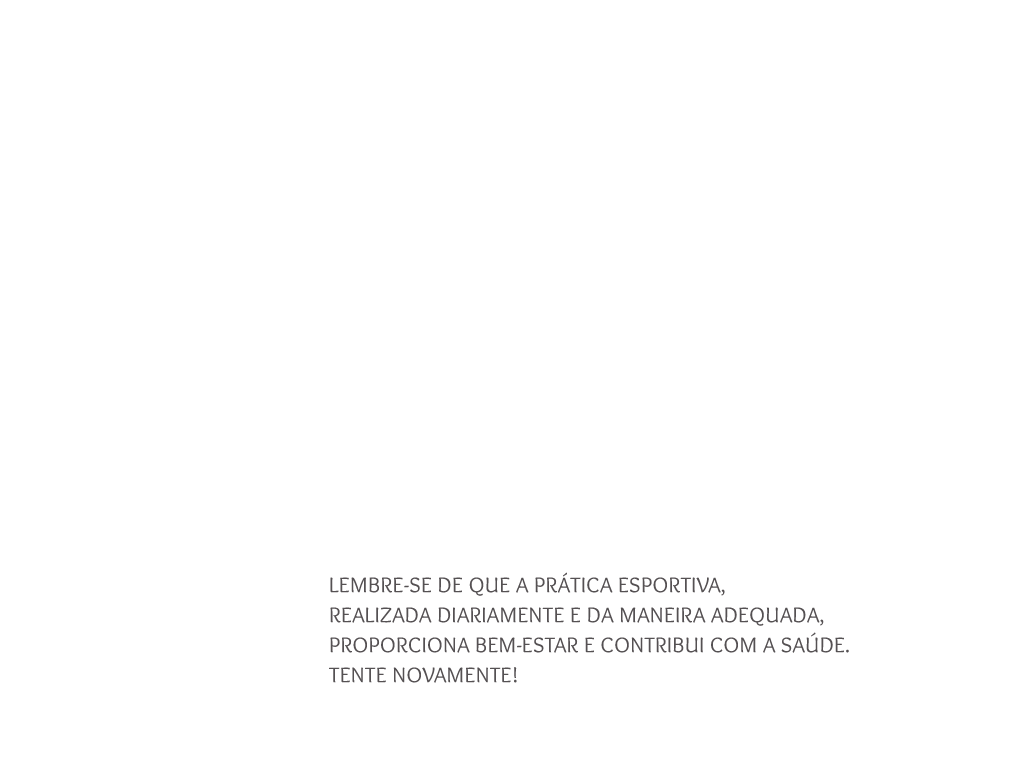 LEMBRE-SE DE QUE A PRÁTICA ESPORTIVA,
REALIZADA DIARIAMENTE E DA MANEIRA ADEQUADA,
PROPORCIONA BEM-ESTAR E CONTRIBUI COM A SAÚDE.
TENTE NOVAMENTE!